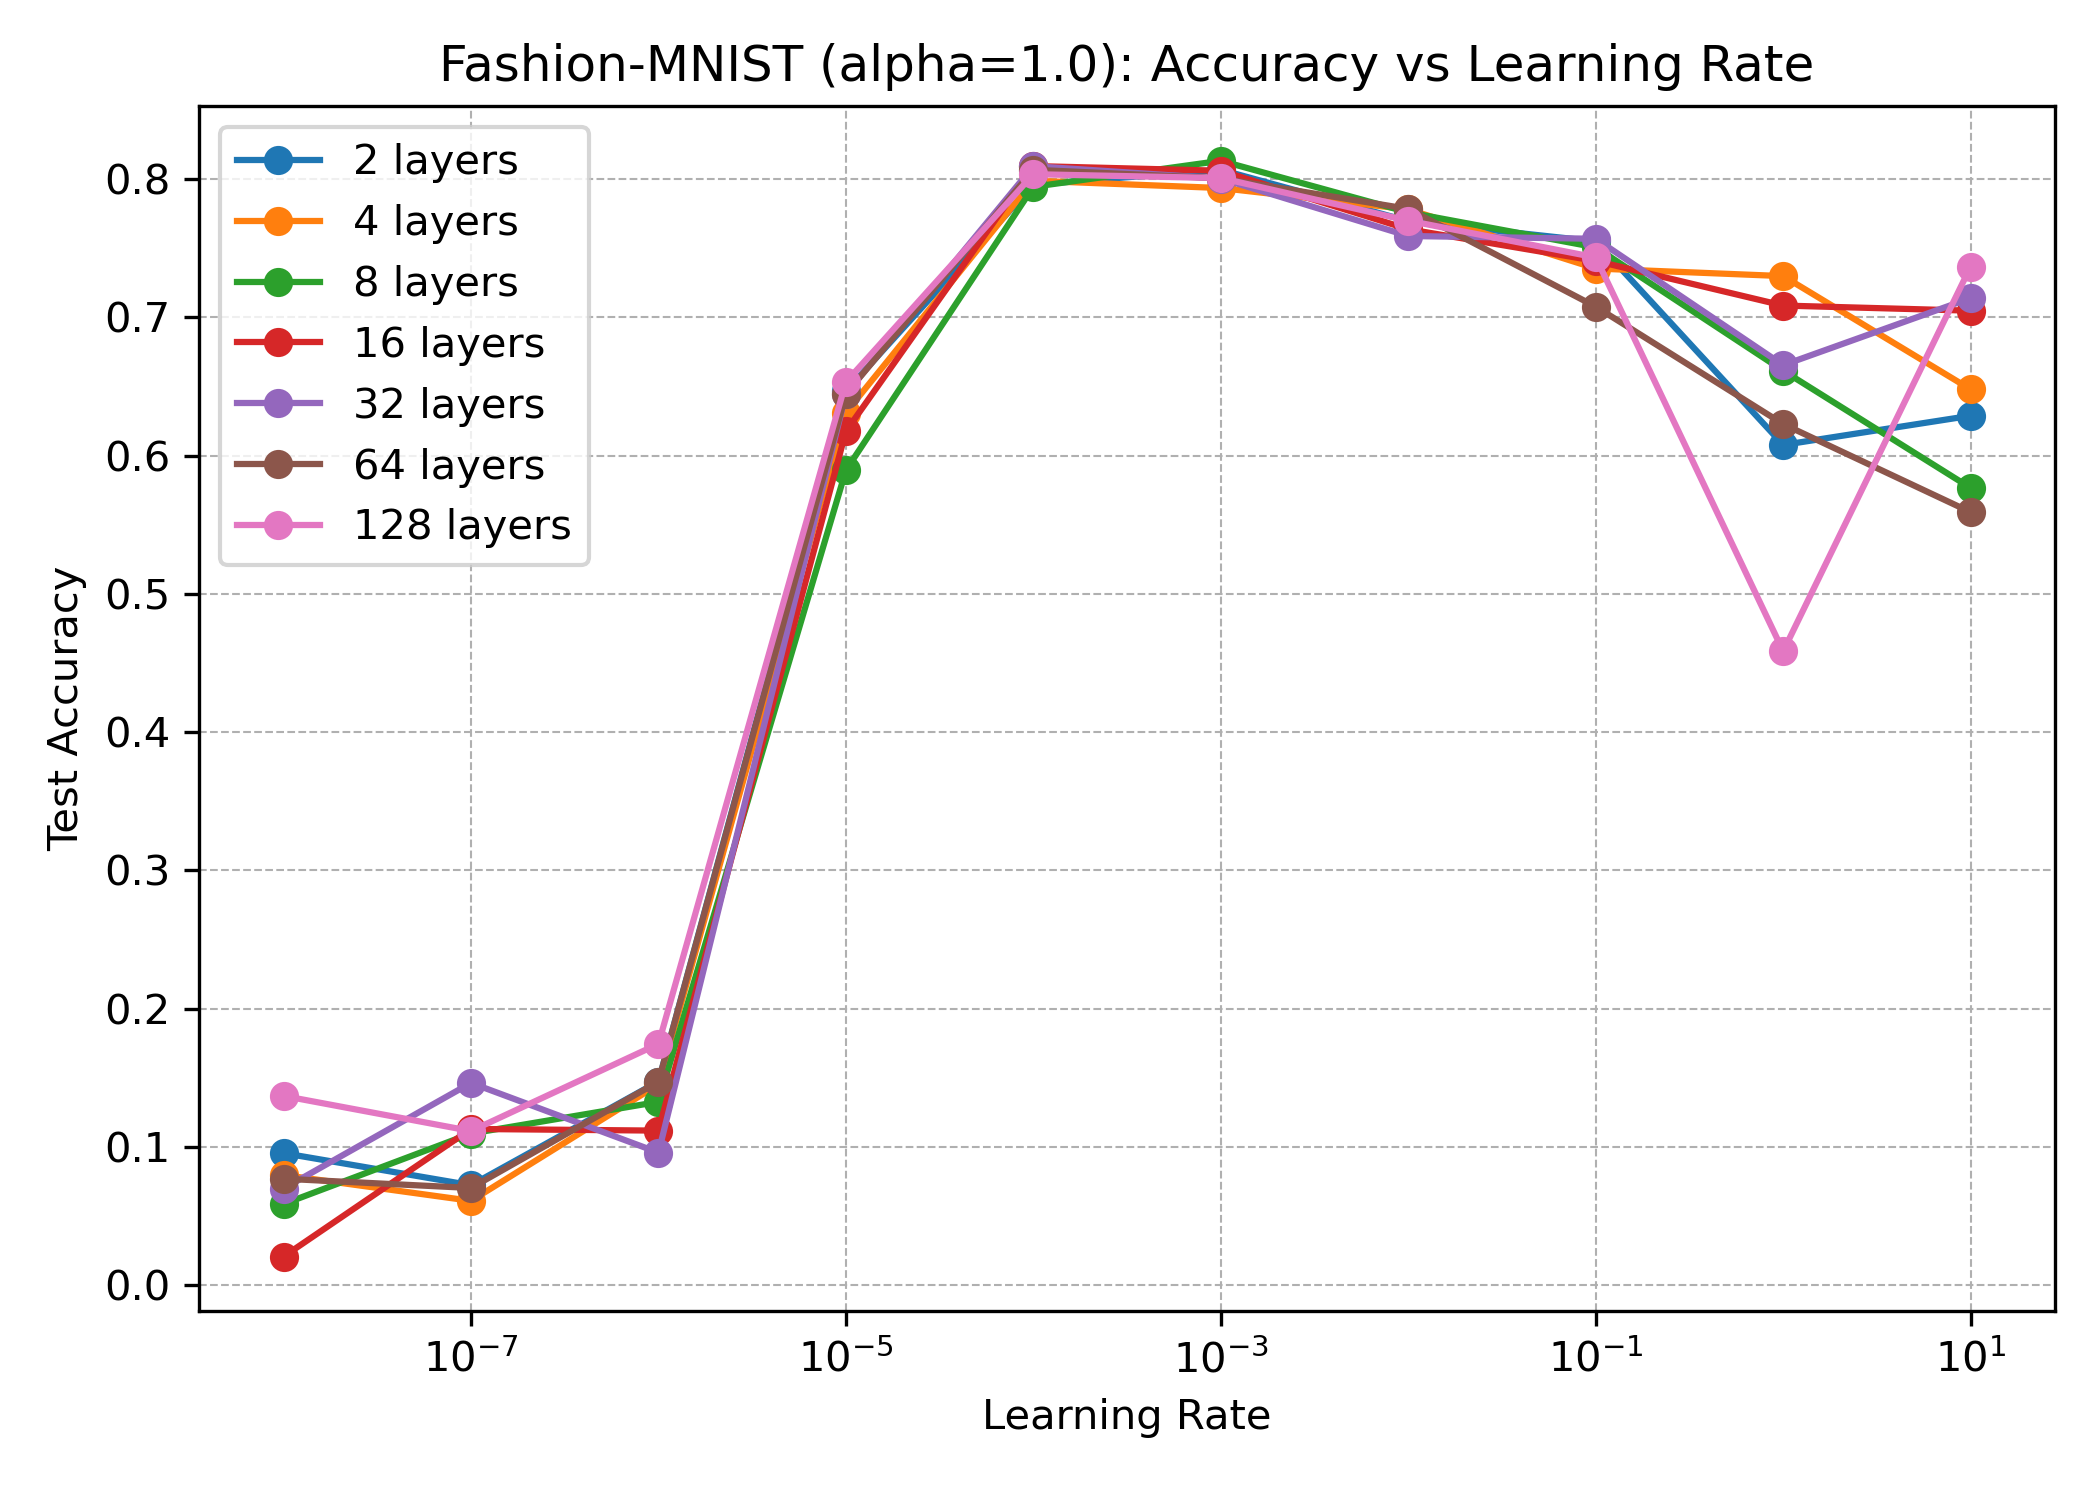 Fashion-MNIST (alpha=1.0): Accuracy vs Learning Rate
2 layers
4 layers
8 layers
16 layers
32 layers
64 layers
128 layers
Test Accuracy
0.8
0.7
0.6
0.5
0.4
0.3
0.2
0.1
0.0
10⁻⁷ 10⁻⁵ 10⁻³ 10⁻¹ 10¹
Learning Rate